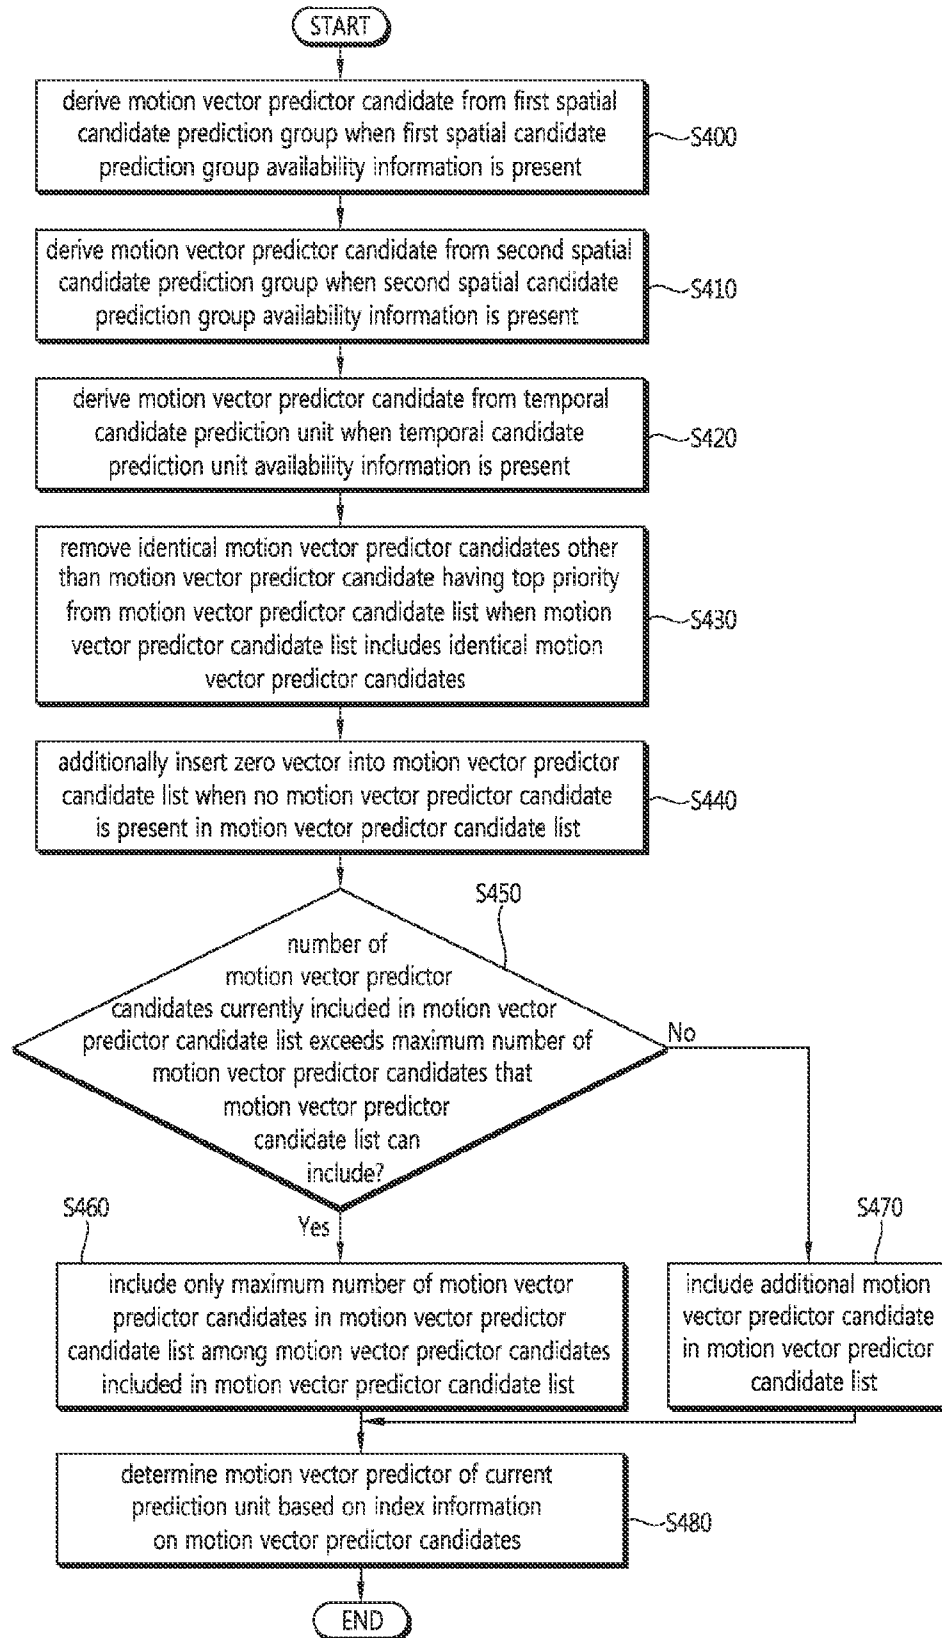 START
derive motion vector predictor candidate from first spatial
candidate prediction group when first spatial candidate
prediction group availability information is present
S400
derive motion vector predictor candidate from second spatial
candidate prediction group when second spatial candidate
prediction group availability information is present
S410
derive motion vector predictor candidate from temporal
candidate prediction unit when temporal candidate
prediction unit availability information is present
S420
remove identical motion vector predictor candidates other
than motion vector predictor candidate having top priority
from motion vector predictor candidate list when motion
vector predictor candidate list includes identical motion
vector predictor candidates
S430
additionally insert zero vector into motion vector predictor
candidate list when no motion vector predictor candidate
is present in motion vector predictor candidate list
S440
S450
number of
motion vector predictor
candidates currently included in motion vector
predictor candidate list exceeds maximum number of
motion vector predictor candidates that
motion vector predictor
candidate list can
include?
No
Yes
S460
include only maximum number of motion vector
predictor candidates in motion vector predictor
candidate list among motion vector predictor candidates
included in motion vector predictor candidate list
S470
include additional motion
vector predictor candidate
in motion vector predictor
candidate list
determine motion vector predictor of current
prediction unit based on index information
on motion vector predictor candidates
S480
END